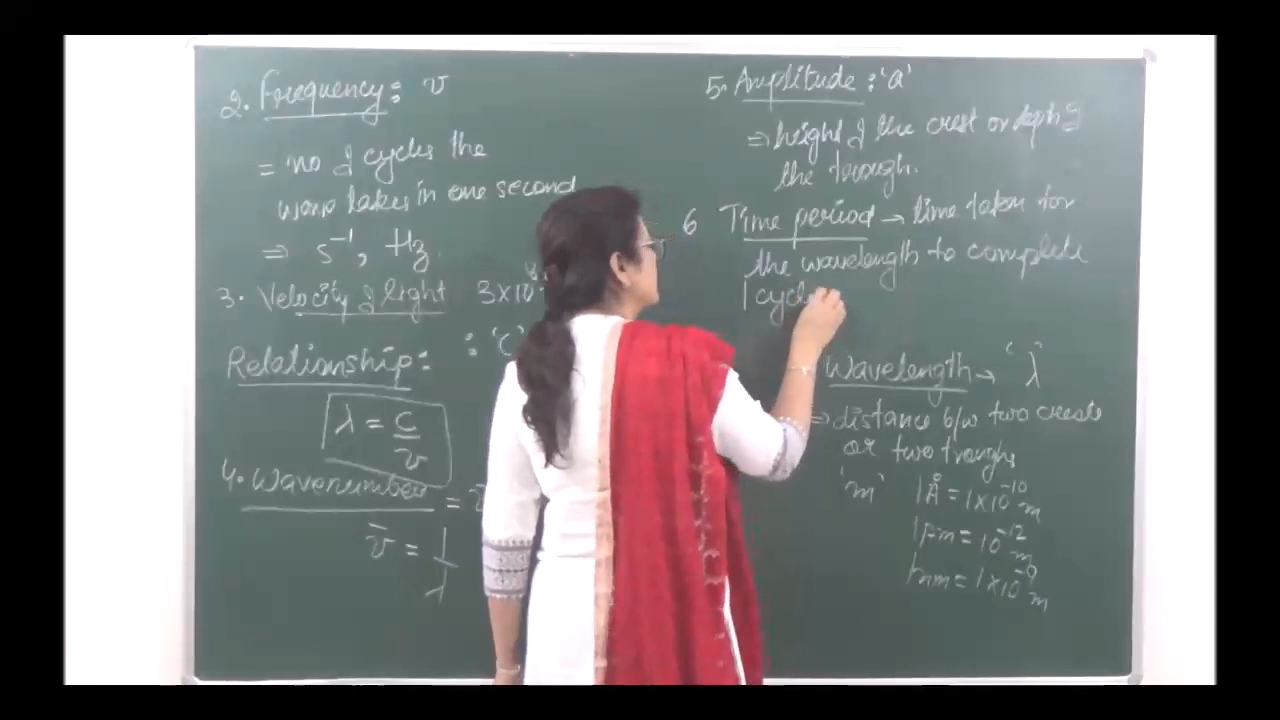 2. Frequency: ν
= no of cycles the
wave takes in one second
⇒ s⁻¹, Hz.
3. Velocity of light 3×10
: 'c'
Relationship:
λ = c/ν
4. Wavenumber =
ν̄ = 1/λ
5. Amplitude: 'a'
⇒ height of the crest or depth of
the trough.
6 Time period → time taken for
the wavelength to complete
1 cycle
Wavelength → 'λ'
⇒ distance b/w two crests
or two troughs
'm' 1 Å = 1×10⁻¹⁰ m
1pm = 10⁻¹² m
1nm = 1×10⁻⁹ m